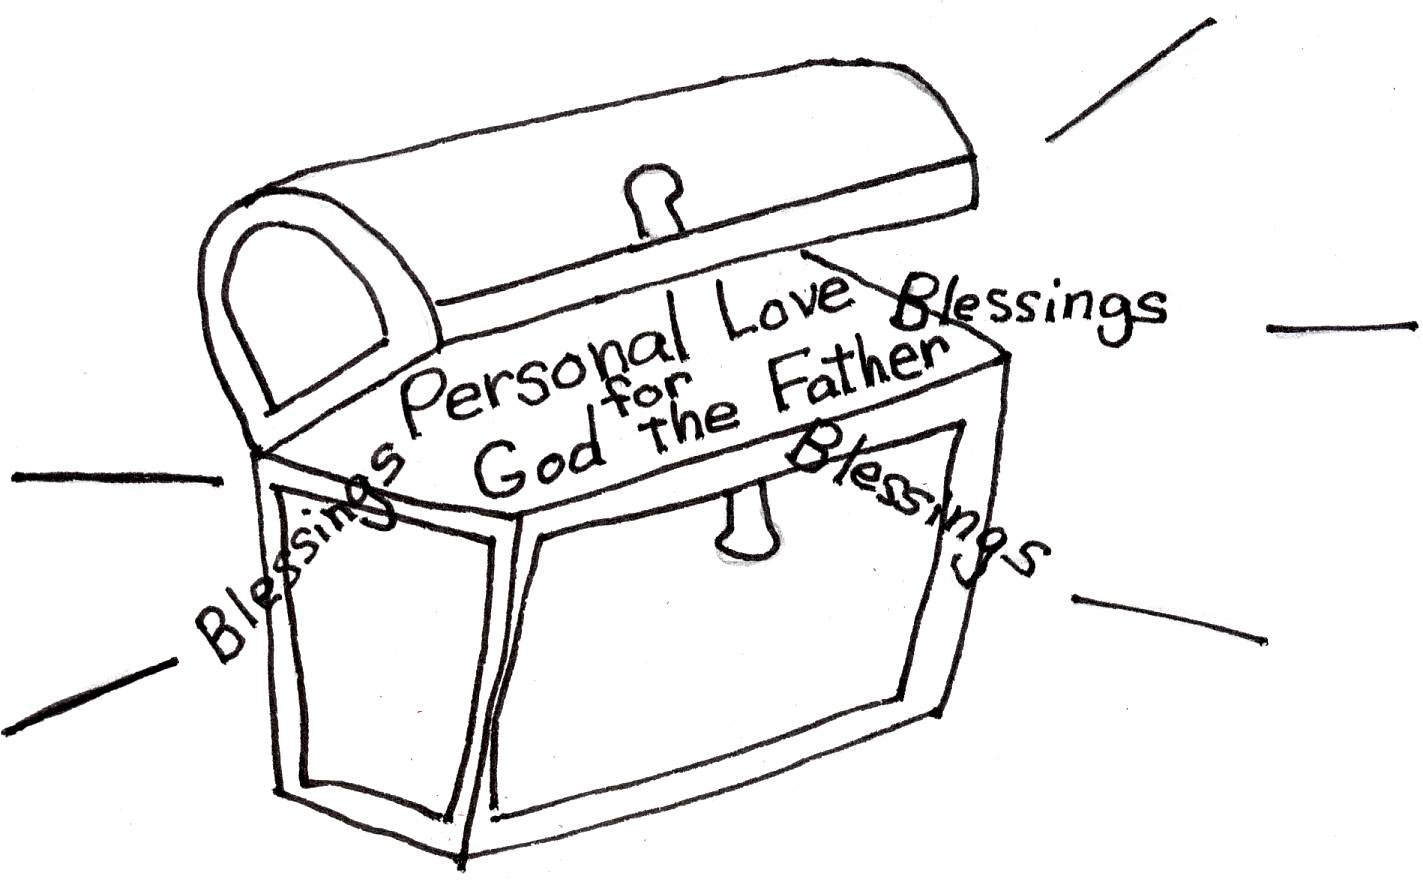 Personal Love
for
God the Father
Blessings
Blessings
Blessings